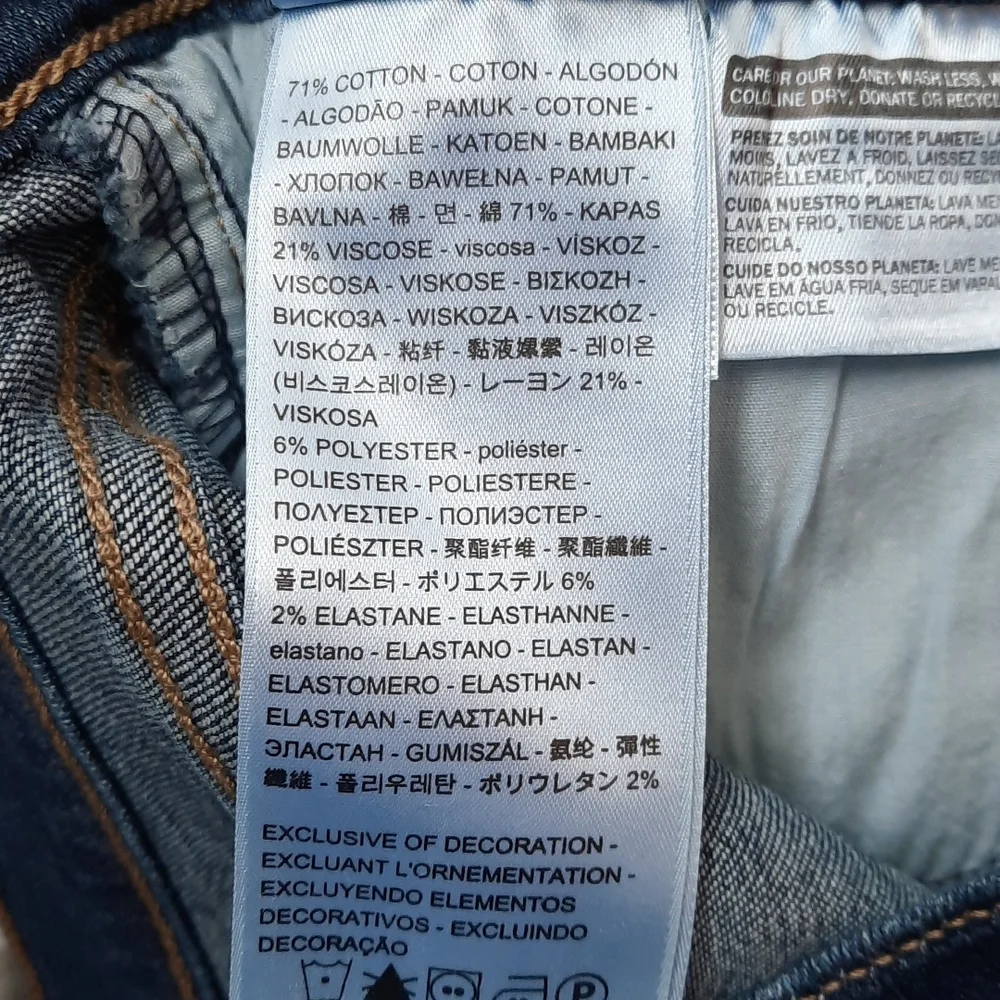 71% COTTON - COTON - ALGODÓN
- ALGODÃO - PAMUK - COTONE -
BAUMWOLLE - KATOEN - BAMBAKI
- ХЛОПОК - BAWEŁNA - PAMUT -
BAVLNA - 棉 - 면 - 綿 71% - KAPAS
21% VISCOSE - viscosa - VÍSKOZ -
VISCOSA - VISKOSE - ΒΙΣΚΟΖΗ -
ВИСКОЗА - WISKOZA - VISZKÓZ -
VISKÓZA - 粘纤 - 黏液嫘縈 - 레이온
(비스코스레이온) - レーヨン 21% -
VISKOSA
6% POLYESTER - poliéster -
POLIESTER - POLIESTERE -
ΠΟΛΥΕΣΤΕΡ - ПОЛИЭСТЕР -
POLIÉSZTER - 聚酯纤维 - 聚酯纖維 -
폴리에스터 - ポリエステル 6%
2% ELASTANE - ELASTHANNE -
elastano - ELASTANO - ELASTAN -
ELASTOMERO - ELASTHAN -
ELASTAAN - ΕΛΑΣΤΑΝΗ -
ЭЛАСТАН - GUMISZÁL - 氨纶 - 彈性
纖維 - 폴리우레탄 - ポリウレタン 2%
EXCLUSIVE OF DECORATION -
EXCLUANT L'ORNEMENTATION -
EXCLUYENDO ELEMENTOS
DECORATIVOS - EXCLUINDO
DECORAÇÃO
P
CARE OUR PLANET: WASH LESS,
LINE DRY, DONATE OR
PRENEZ SOIN DE NOTRE PLANETE:
MOINS, LAVEZ A FROID, LAISSEZ
NATURELLEMENT, DONNEZ OU
CUIDA NUESTRO PLANETA: LAVA
LAVA EN FRIO, TIENDE LA ROPA,
RECICLA.
CUIDE DO NOSSO PLANETA: LAVE
LAVE EM ÁGUA FRIA, SEQUE EM
OU RECICLE.